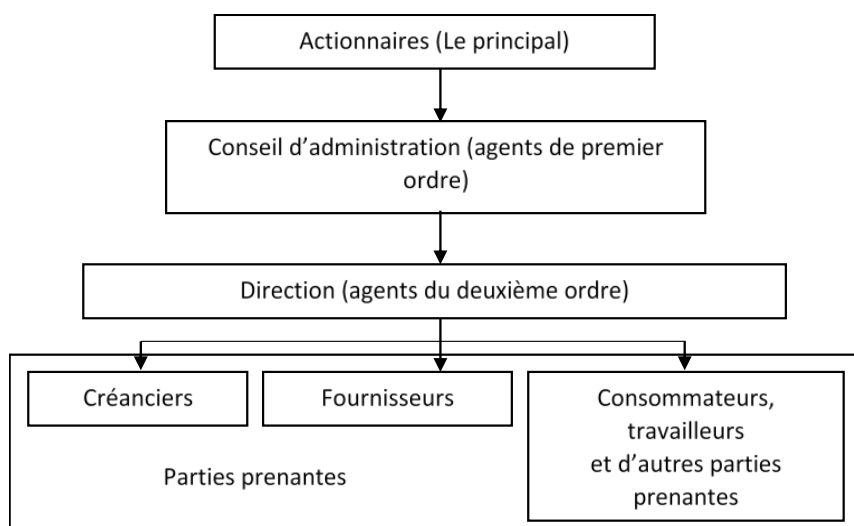 Actionnaires (Le principal)
Conseil d’administration (agents de premier
ordre)
Direction (agents du deuxième ordre)
Créanciers
Fournisseurs
Consommateurs,
travailleurs
et d’autres parties
prenantes
Parties prenantes